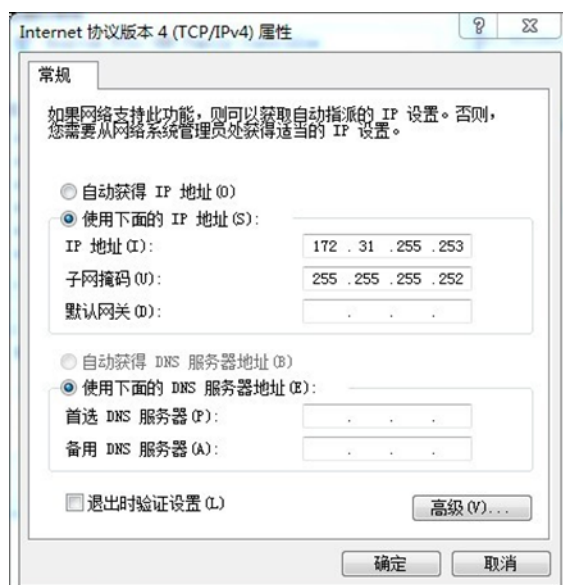 Internet 协议版本 4 (TCP/IPv4) 属性
常规
如果网络支持此功能，则可以获取自动指派的 IP 设置。否则，
您需要从网络系统管理员处获得适当的 IP 设置。
自动获得 IP 地址(O)
使用下面的 IP 地址(S):
IP 地址(I): 172 . 31 . 255 . 253
子网掩码(U): 255 . 255 . 255 . 252
默认网关(D): . . .
自动获得 DNS 服务器地址(B)
使用下面的 DNS 服务器地址(E):
首选 DNS 服务器(P): . . .
备用 DNS 服务器(A): . . .
退出时验证设置(L)
高级(V)...
确定 取消